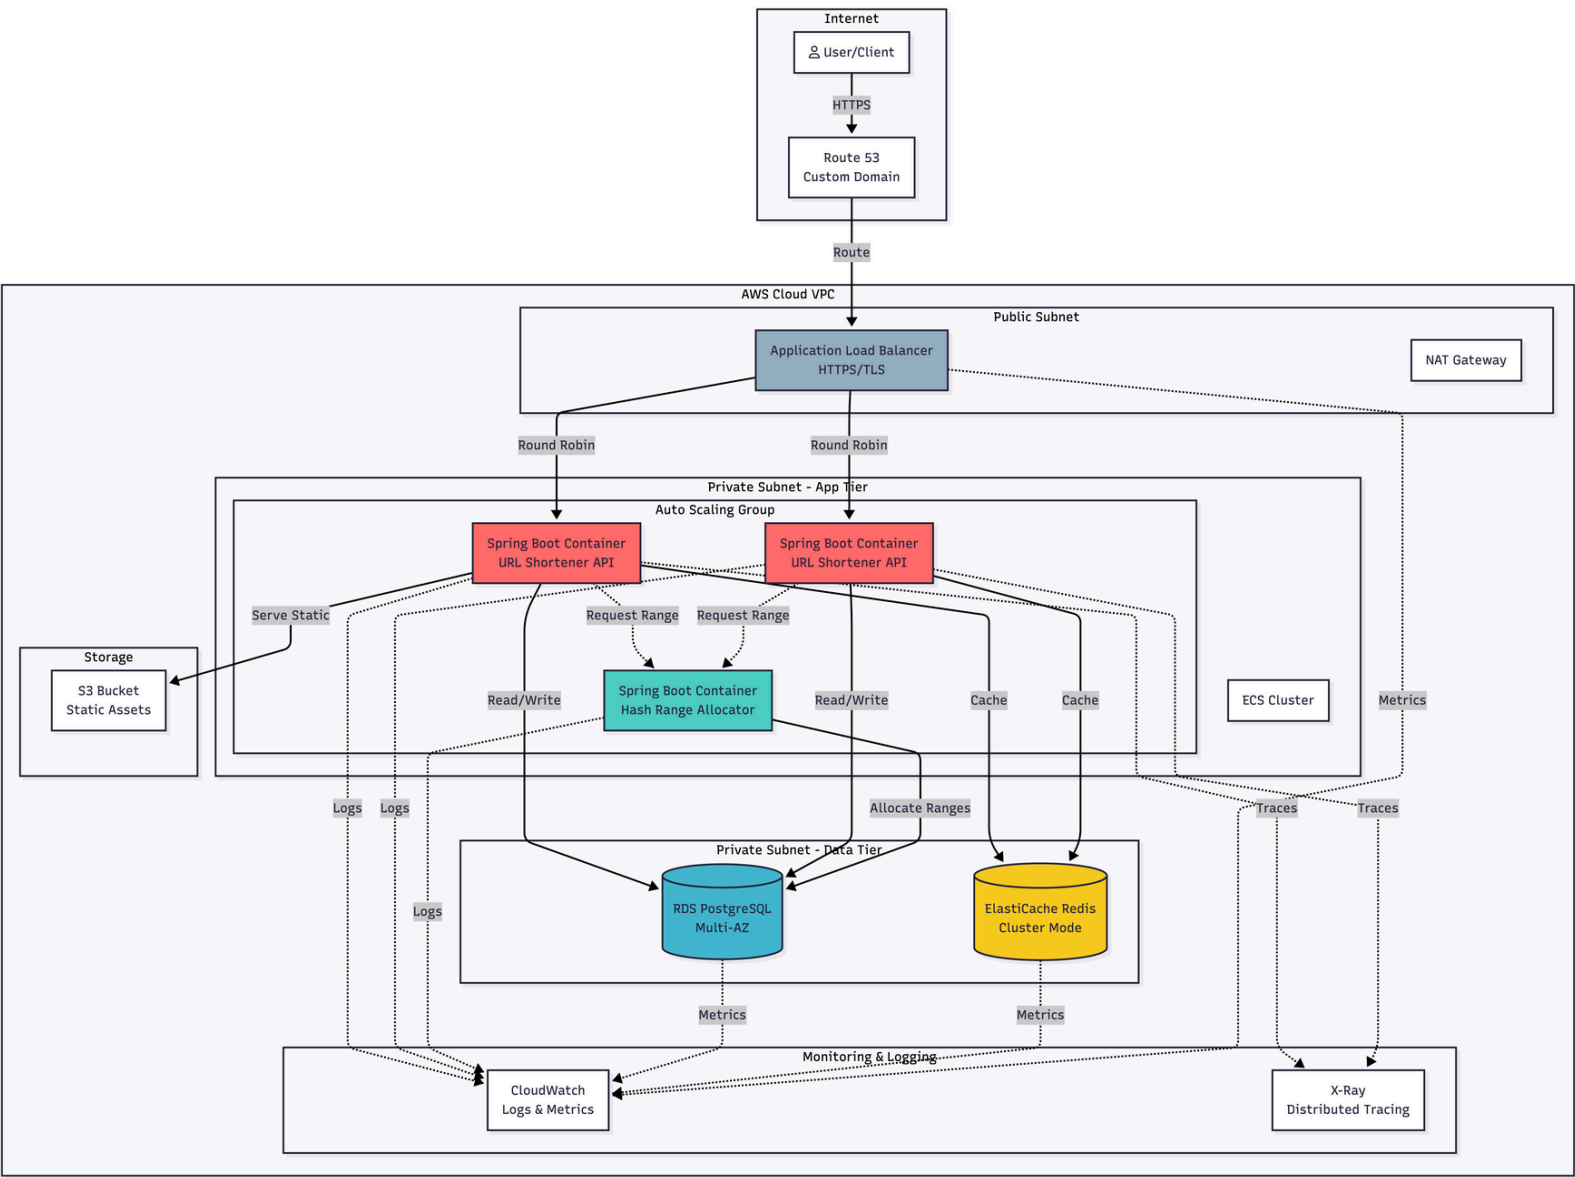 Internet
User/Client
HTTPS
Route 53
Custom Domain
Route
AWS Cloud VPC
Public Subnet
Application Load Balancer
HTTPS/TLS
NAT Gateway
Round Robin
Round Robin
Private Subnet - App Tier
Auto Scaling Group
Spring Boot Container
URL Shortener API
Spring Boot Container
URL Shortener API
Serve Static
Request Range
Request Range
Storage
S3 Bucket
Static Assets
Spring Boot Container
Hash Range Allocator
Read/Write
Read/Write
Cache
Cache
ECS Cluster
Metrics
Logs
Logs
Allocate Ranges
Traces
Traces
Private Subnet - Data Tier
RDS PostgreSQL
Multi-AZ
ElastiCache Redis
Cluster Mode
Logs
Metrics
Metrics
Monitoring & Logging
CloudWatch
Logs & Metrics
X-Ray
Distributed Tracing